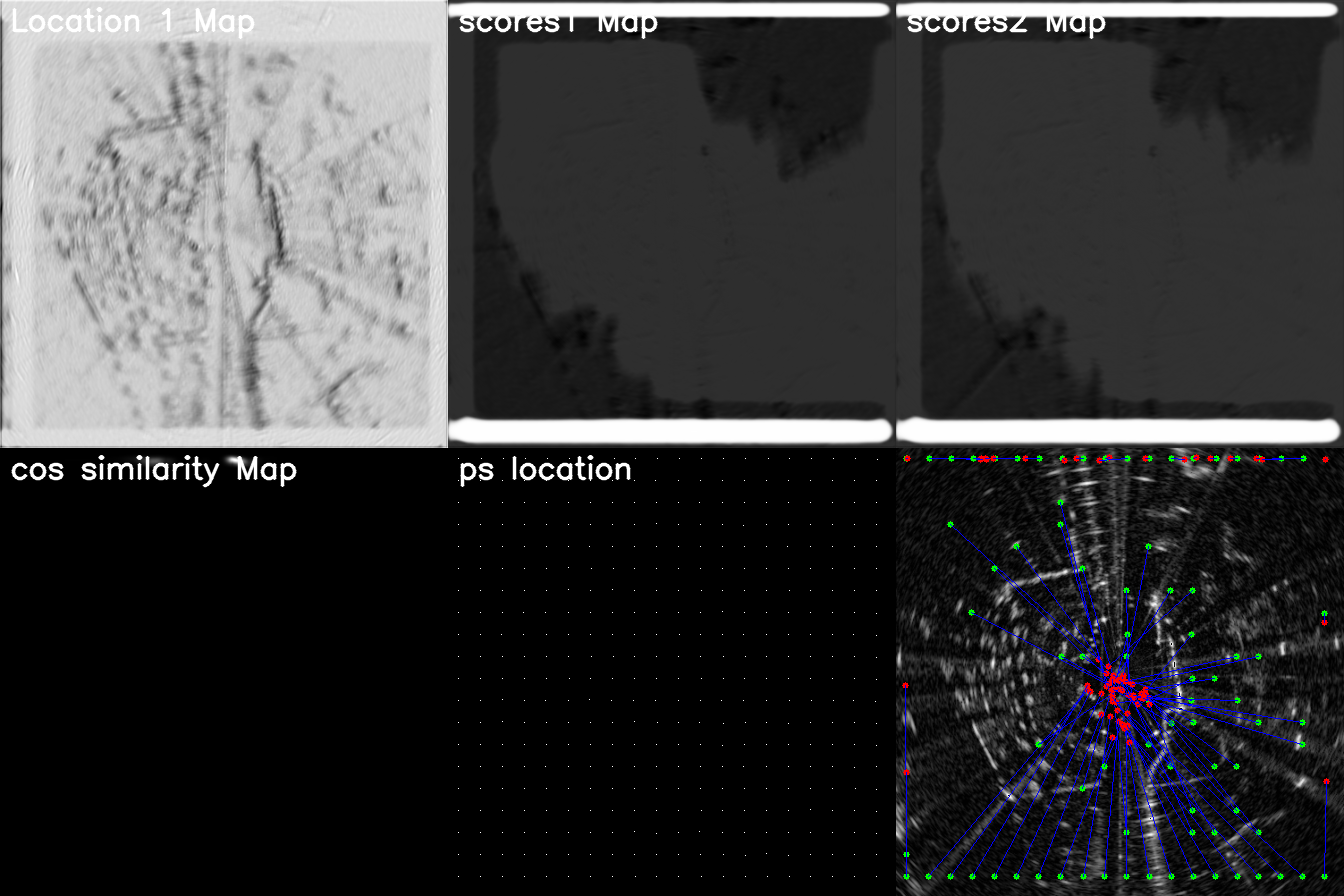 Location 1 Map
scores1 Map
scores2 Map
cos similarity Map
ps location